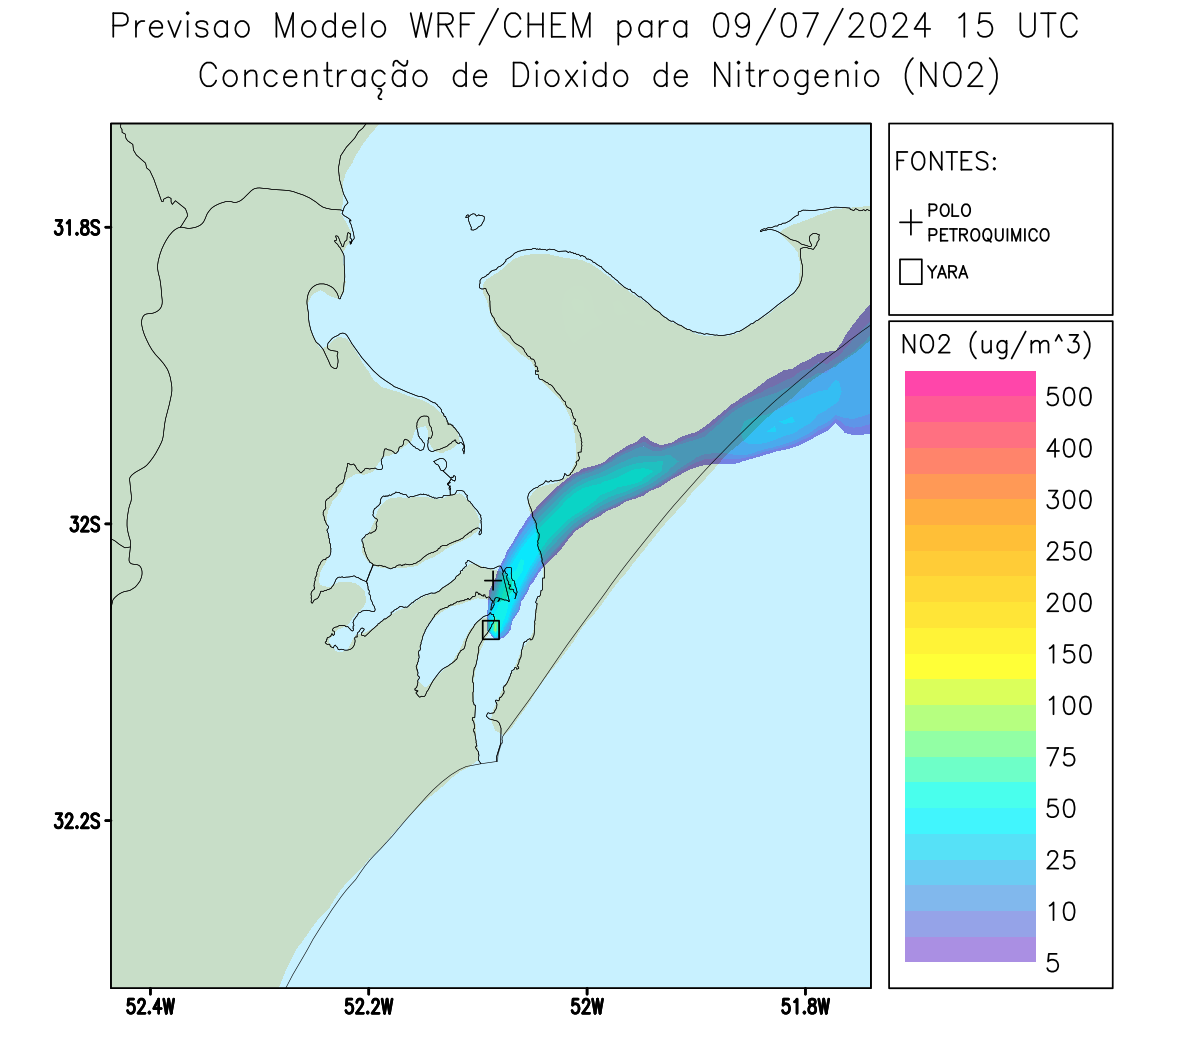 Previsao Modelo WRF/CHEM para 09/07/2024 15 UTC
Concentração de Dioxido de Nitrogenio (NO2)
FONTES:
POLO
PETROQUIMICO
YARA
31.8S
32S
32.2S
52.4W
52.2W
52W
51.8W
NO2 (ug/m^3)
500
400
300
250
200
150
100
75
50
25
10
5